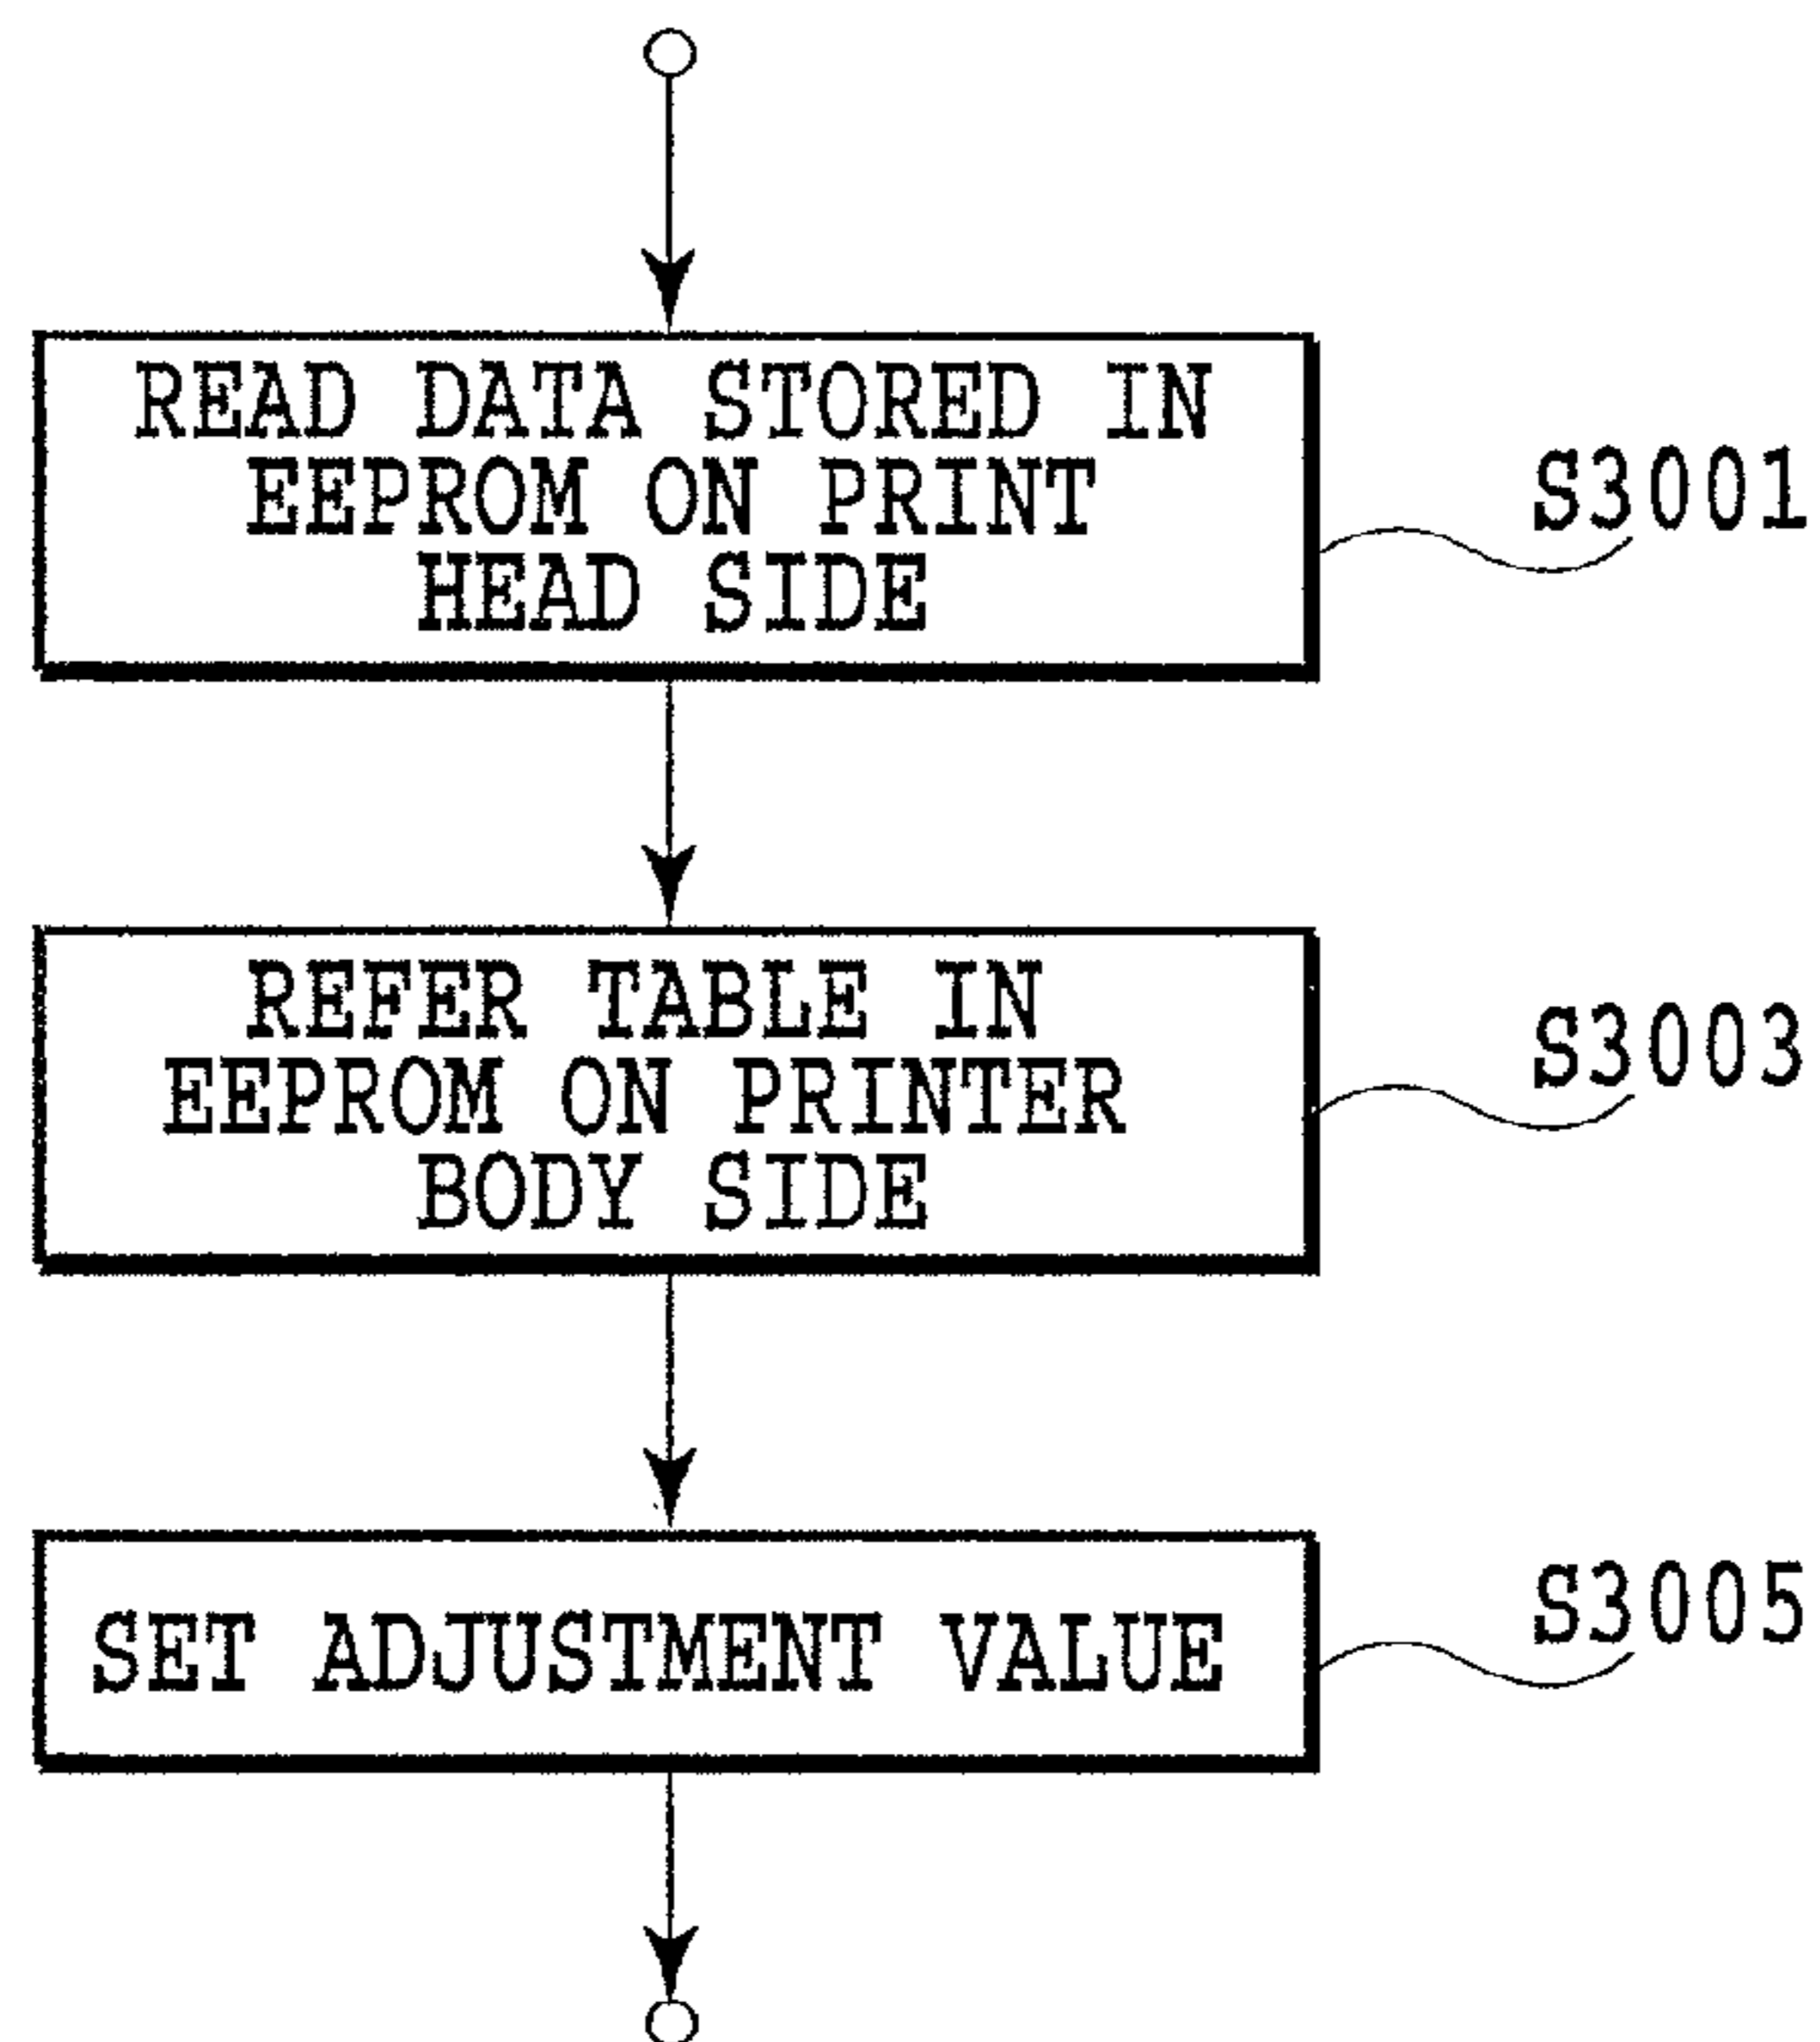 READ DATA STORED IN
EEPROM ON PRINT
HEAD SIDE
S3001
REFER TABLE IN
EEPROM ON PRINTER
BODY SIDE
S3003
SET ADJUSTMENT VALUE
S3005